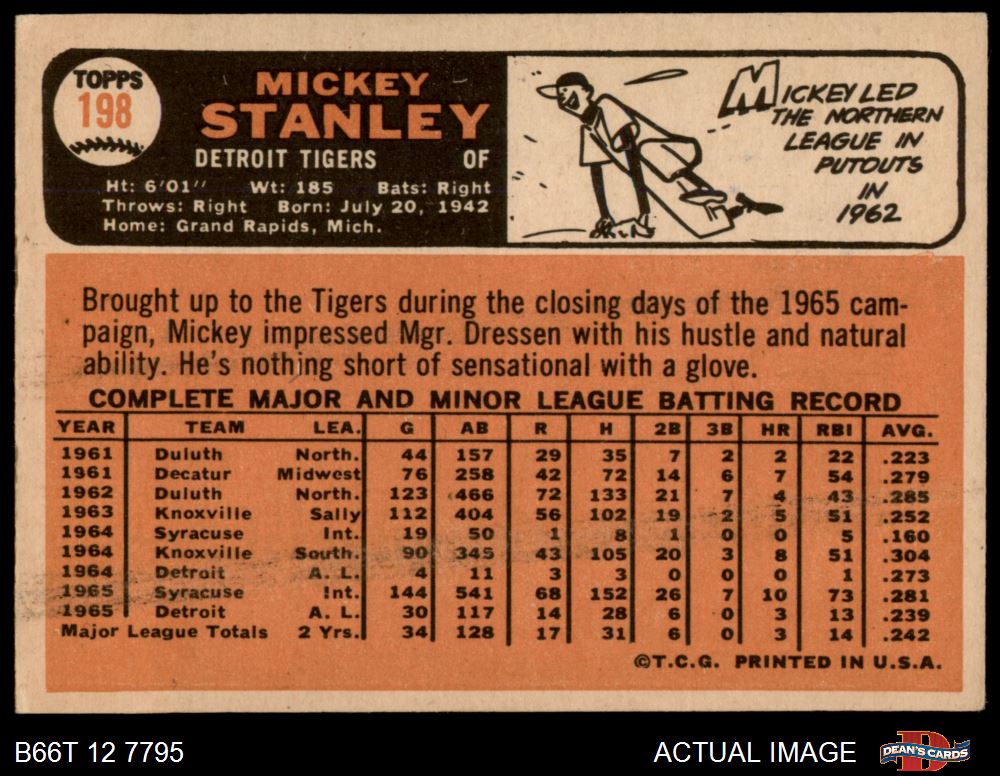 TOPPS
198
MICKEY
STANLEY
DETROIT TIGERS OF
Ht: 6'01" Wt: 185 Bats: Right
Throws: Right Born: July 20, 1942
Home: Grand Rapids, Mich.
MICKEY LED
THE NORTHERN
LEAGUE IN
PUTOUTS
IN
1962
Brought up to the Tigers during the closing days of the 1965 cam-
paign, Mickey impressed Mgr. Dressen with his hustle and natural
ability. He's nothing short of sensational with a glove.
COMPLETE MAJOR AND MINOR LEAGUE BATTING RECORD
YEAR TEAM LEA. G AB R H 2B 3B HR RBI AVG.
1961 Duluth North. 44 157 29 35 7 2 2 22 .223
1961 Decatur Midwest 76 258 42 72 14 6 7 54 .279
1962 Duluth North. 123 466 72 133 21 7 4 43 .285
1963 Knoxville Sally 112 404 56 102 19 2 5 51 .252
1964 Syracuse Int. 19 50 1 8 1 0 0 5 .160
1964 Knoxville South. 90 345 43 105 20 3 8 51 .304
1964 Detroit A. L. 4 11 3 3 0 0 0 1 .273
1965 Syracuse Int. 144 541 68 152 26 7 10 73 .281
1965 Detroit A. L. 30 117 14 28 6 0 3 13 .239
Major League Totals 2 Yrs. 34 128 17 31 6 0 3 14 .242
©T.C.G. PRINTED IN U.S.A.
B66T 12 7795 ACTUAL IMAGE DEAN'S CARDS